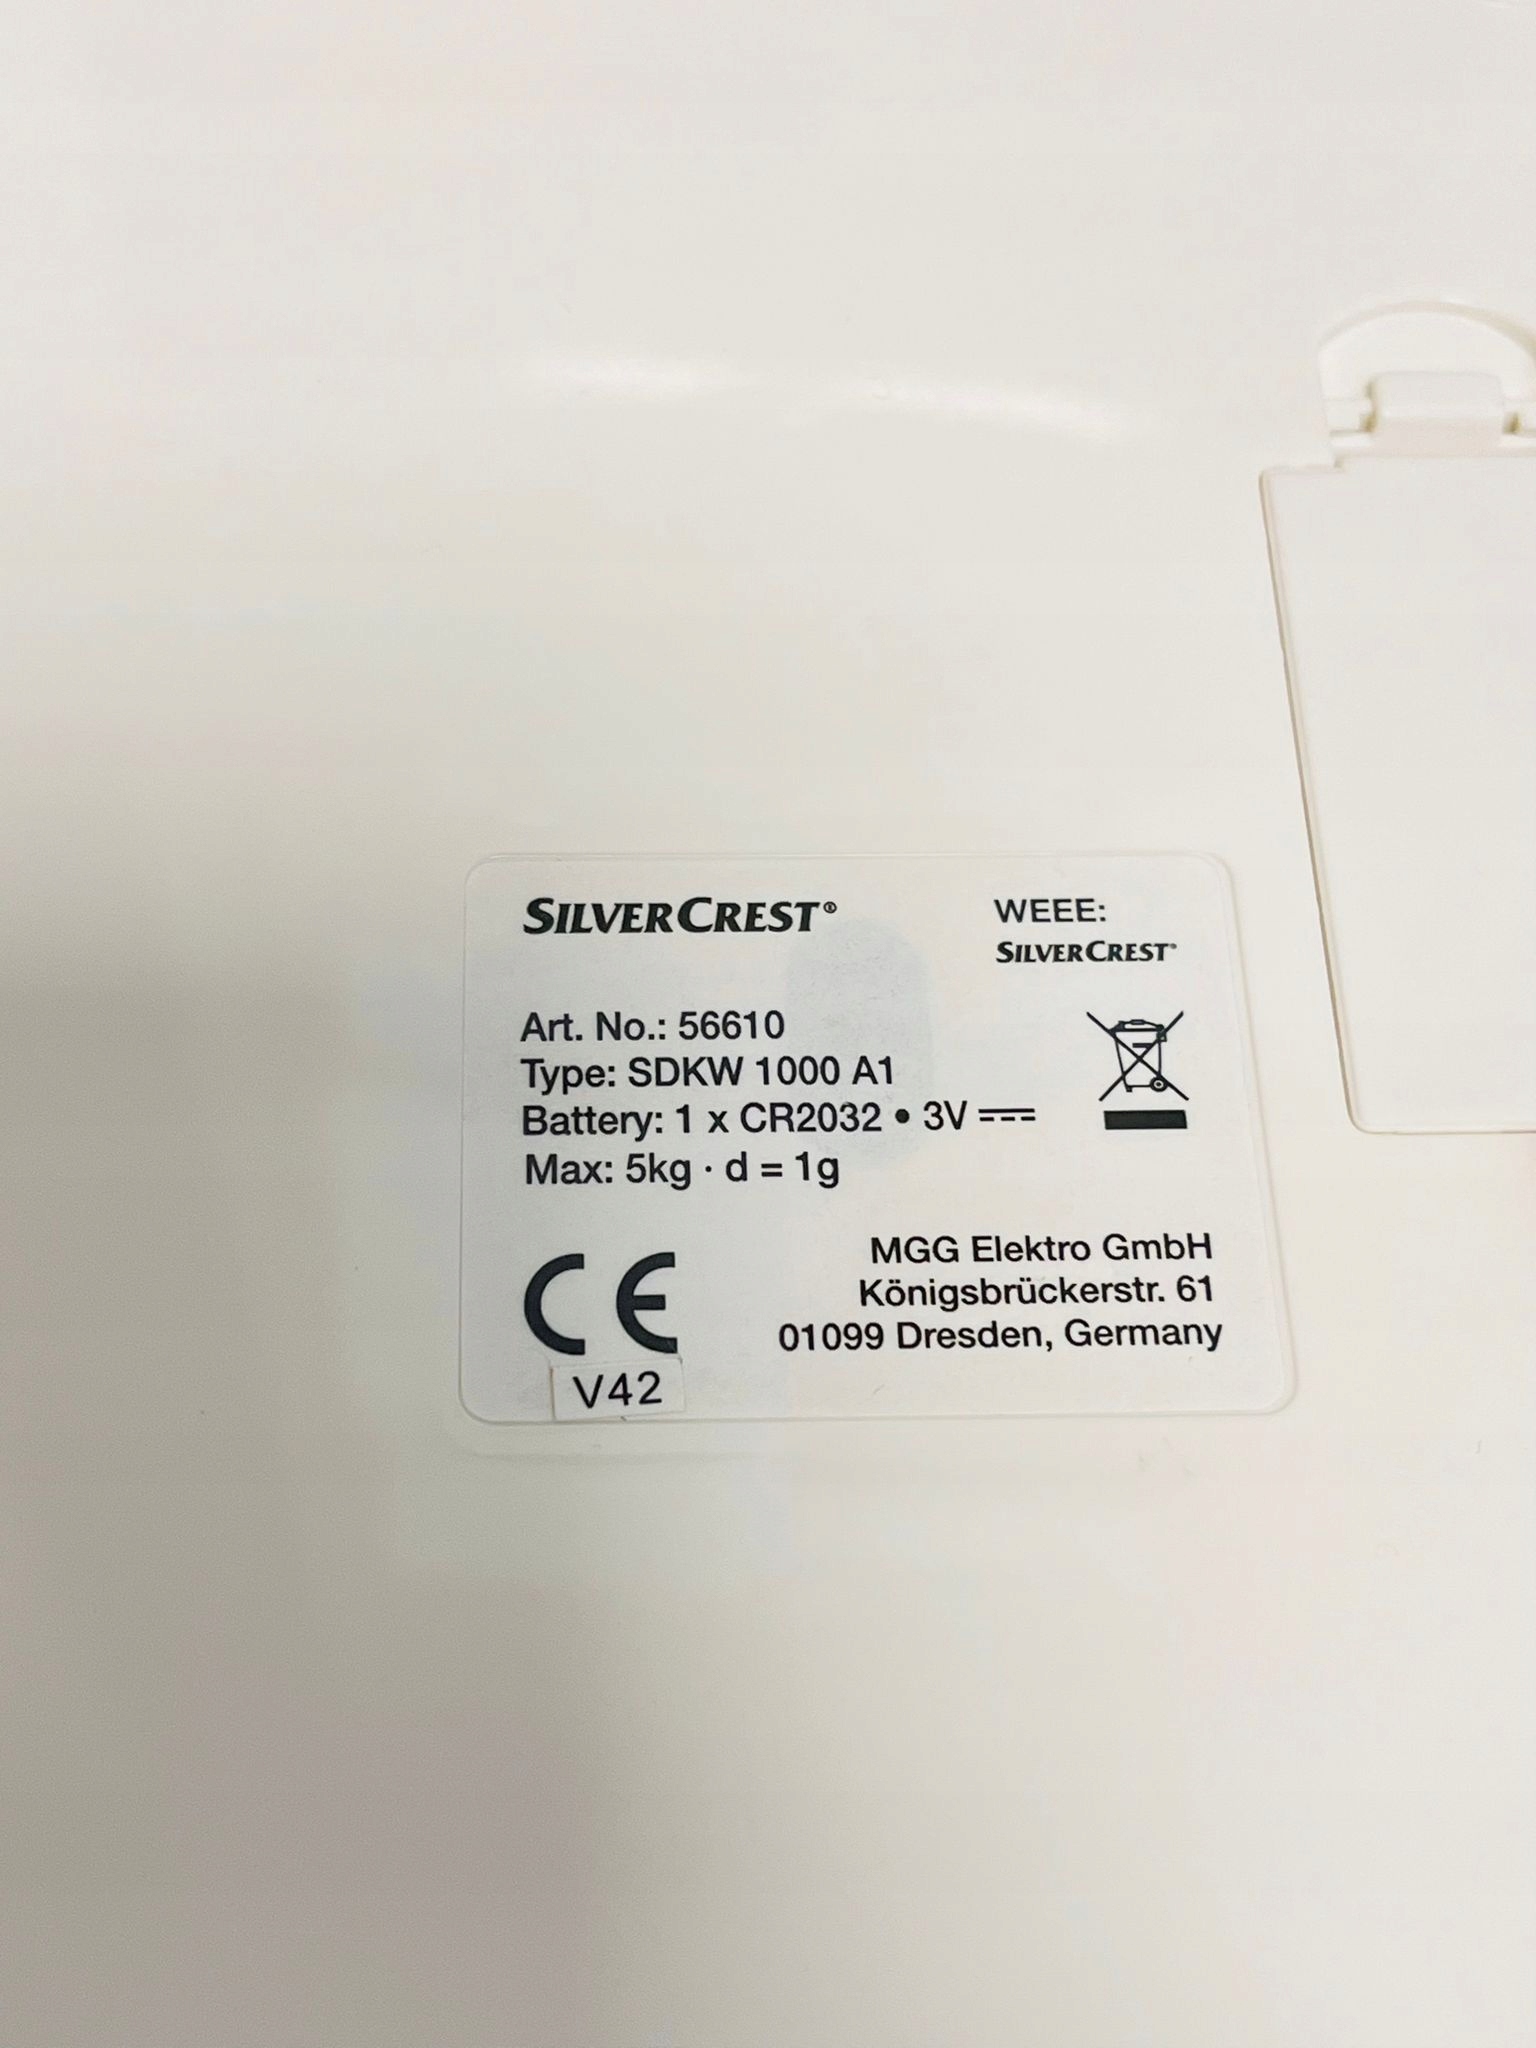 SILVERCREST®
WEEE:
SILVERCREST®
Art. No.: 56610
Type: SDKW 1000 A1
Battery: 1 x CR2032 • 3V ⎓
Max: 5kg · d = 1g
CE
V42
MGG Elektro GmbH
Königsbrückerstr. 61
01099 Dresden, Germany